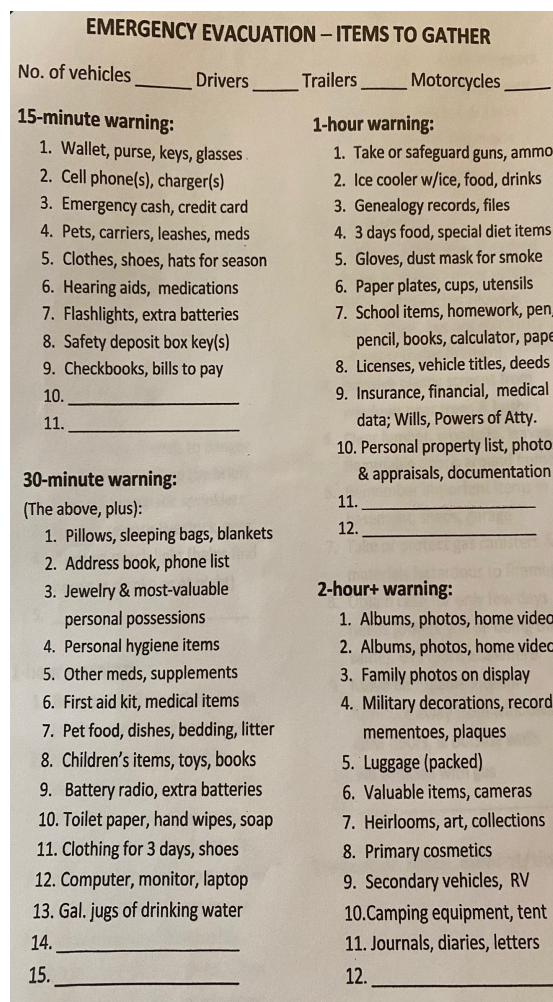 EMERGENCY EVACUATION – ITEMS TO GATHER
No. of vehicles ______ Drivers _____ Trailers _____ Motorcycles _____
15-minute warning:
1. Wallet, purse, keys, glasses
2. Cell phone(s), charger(s)
3. Emergency cash, credit card
4. Pets, carriers, leashes, meds
5. Clothes, shoes, hats for season
6. Hearing aids, medications
7. Flashlights, extra batteries
8. Safety deposit box key(s)
9. Checkbooks, bills to pay
10. ____________________
11. ____________________
30-minute warning:
(The above, plus):
1. Pillows, sleeping bags, blankets
2. Address book, phone list
3. Jewelry & most-valuable
personal possessions
4. Personal hygiene items
5. Other meds, supplements
6. First aid kit, medical items
7. Pet food, dishes, bedding, litter
8. Children's items, toys, books
9. Battery radio, extra batteries
10. Toilet paper, hand wipes, soap
11. Clothing for 3 days, shoes
12. Computer, monitor, laptop
13. Gal. jugs of drinking water
14. ____________________
15. ____________________
1-hour warning:
1. Take or safeguard guns, ammo
2. Ice cooler w/ice, food, drinks
3. Genealogy records, files
4. 3 days food, special diet items
5. Gloves, dust mask for smoke
6. Paper plates, cups, utensils
7. School items, homework, pen,
pencil, books, calculator, pape
8. Licenses, vehicle titles, deeds
9. Insurance, financial, medical
data; Wills, Powers of Atty.
10. Personal property list, photo
& appraisals, documentation
11. ____________________
12. ____________________
2-hour+ warning:
1. Albums, photos, home video
2. Albums, photos, home video
3. Family photos on display
4. Military decorations, record
mementoes, plaques
5. Luggage (packed)
6. Valuable items, cameras
7. Heirlooms, art, collections
8. Primary cosmetics
9. Secondary vehicles, RV
10.Camping equipment, tent
11. Journals, diaries, letters
12. ____________________